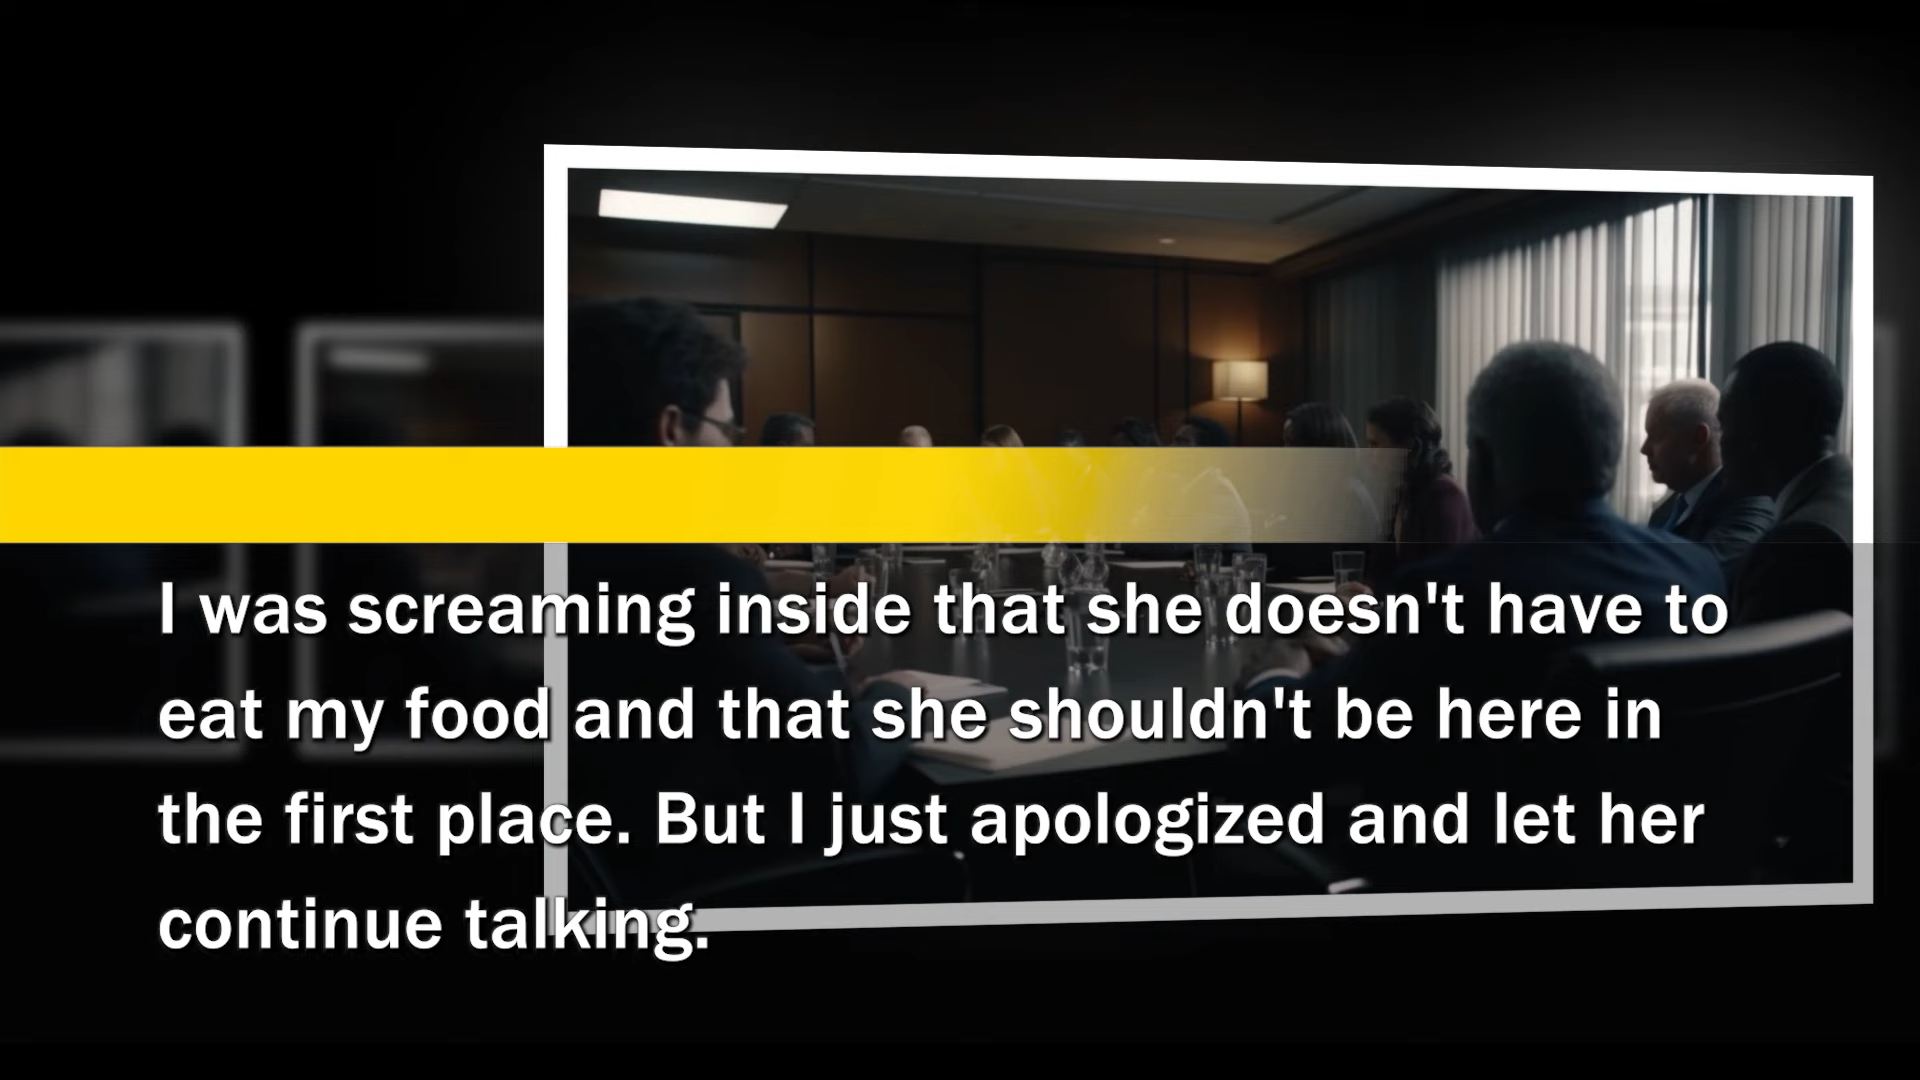 I was screaming inside that she doesn't have to
eat my food and that she shouldn't be here in
the first place. But I just apologized and let her
continue talking.